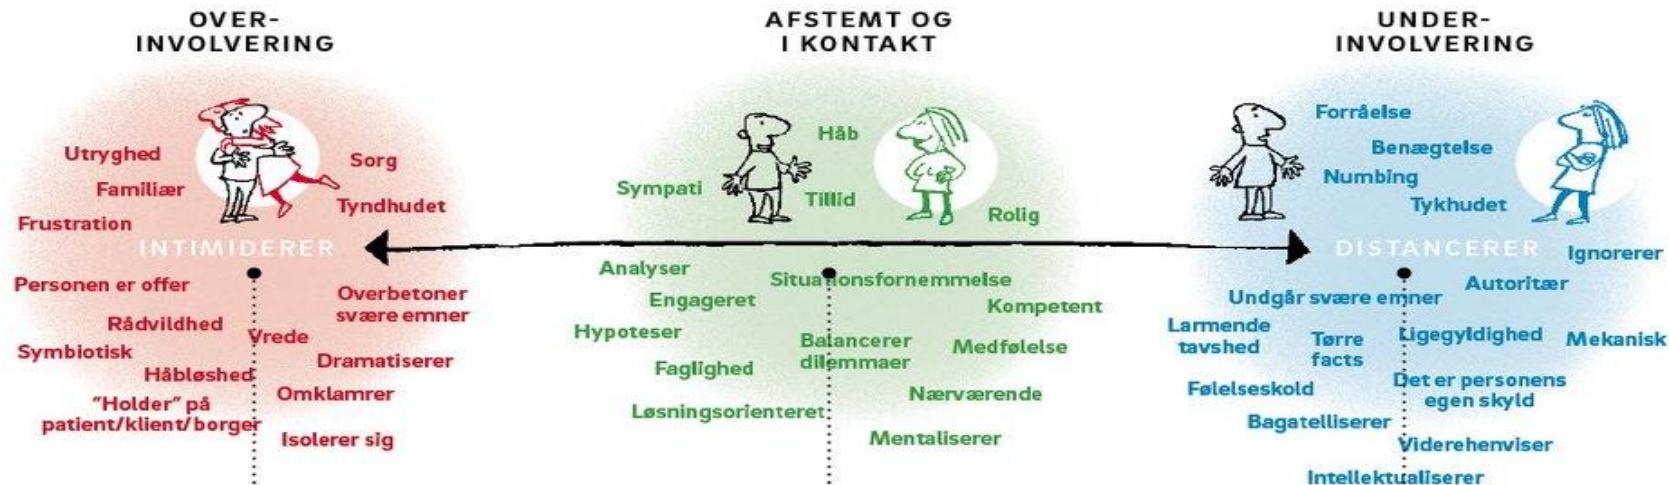 OVER-
INVOLVERING
Utryghed
Sorg
Familiær
Tyndhudet
Frustration
INTIMIDERER
Personen er offer
Overbetoner
svære emner
Rådvildhed
Vrede
Symbiotisk
Dramatiserer
Håbløshed
Omklamrer
"Holder" på
patient/klient/borger
Isolerer sig
AFSTEMT OG
I KONTAKT
Håb
Sympati
Tillid
Rolig
Analyser
Situationsfornemmelse
Engageret
Kompetent
Hypoteser
Balancerer
dilemmaer
Medfølelse
Faglighed
Nærværende
Løsningsorienteret
Mentaliserer
UNDER-
INVOLVERING
Forråelse
Benægtelse
Numbing
Tykhudet
DISTANCERER
Ignorerer
Autoritær
Undgår svære emner
Larmende
tavshed
Tørre
facts
Ligegyldighed
Mekanisk
Følelseskold
Det er personens
egen skyld
Bagatelliserer
Viderehenviser
Intellektualiserer